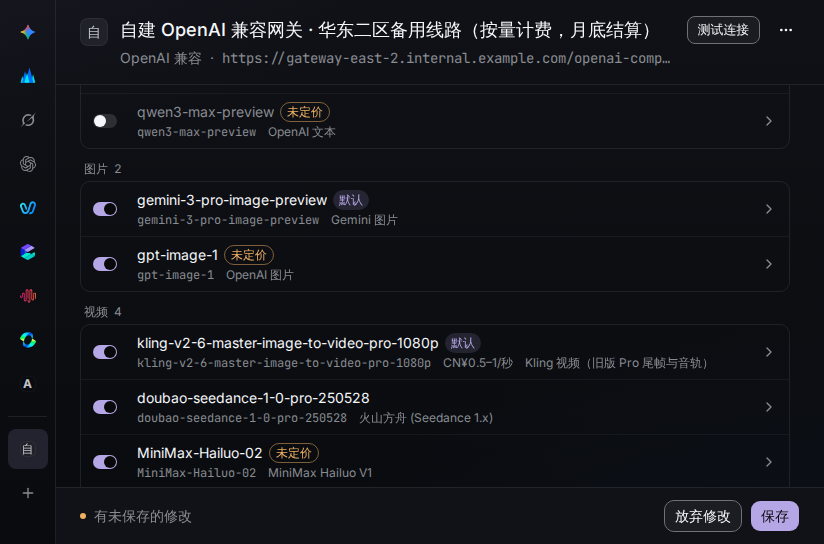 自
自建 OpenAI 兼容网关 · 华东二区备用线路（按量计费，月底结算）
测试连接
OpenAI 兼容 · https://gateway-east-2.internal.example.com/openai-comp…
qwen3-max-preview 未定价
qwen3-max-preview OpenAI 文本
图片 2
gemini-3-pro-image-preview 默认
gemini-3-pro-image-preview Gemini 图片
gpt-image-1 未定价
gpt-image-1 OpenAI 图片
视频 4
kling-v2-6-master-image-to-video-pro-1080p 默认
kling-v2-6-master-image-to-video-pro-1080p CN¥0.5–1/秒 Kling 视频（旧版 Pro 尾帧与音轨）
doubao-seedance-1-0-pro-250528
doubao-seedance-1-0-pro-250528 火山方舟 (Seedance 1.x)
MiniMax-Hailuo-02 未定价
MiniMax-Hailuo-02 MiniMax Hailuo V1
A
自
有未保存的修改
放弃修改
保存